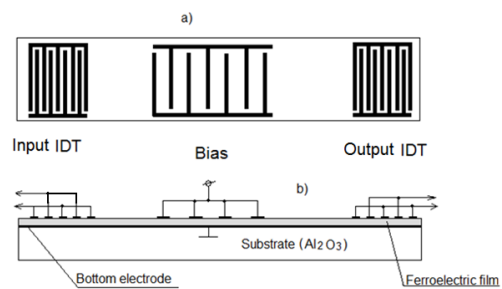 a)
Input IDT
Bias
Output IDT
b)
Substrate (Al2O3)
Bottom electrode
Ferroelectric film